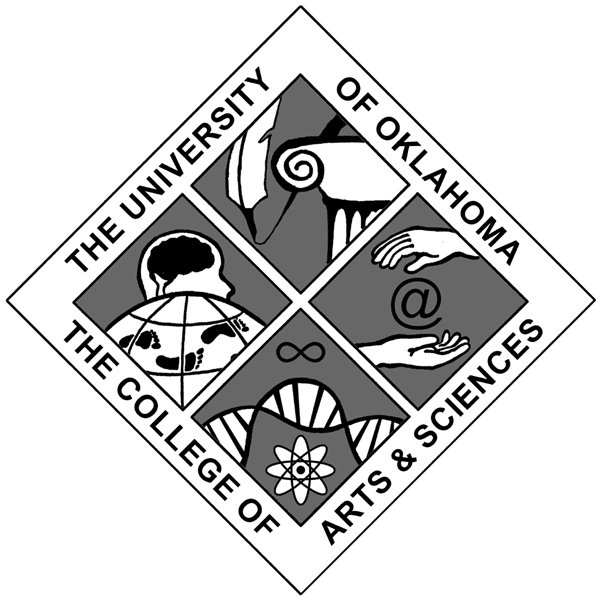 THE UNIVERSITY
OF OKLAHOMA
THE COLLEGE OF
ARTS & SCIENCES
@
∞